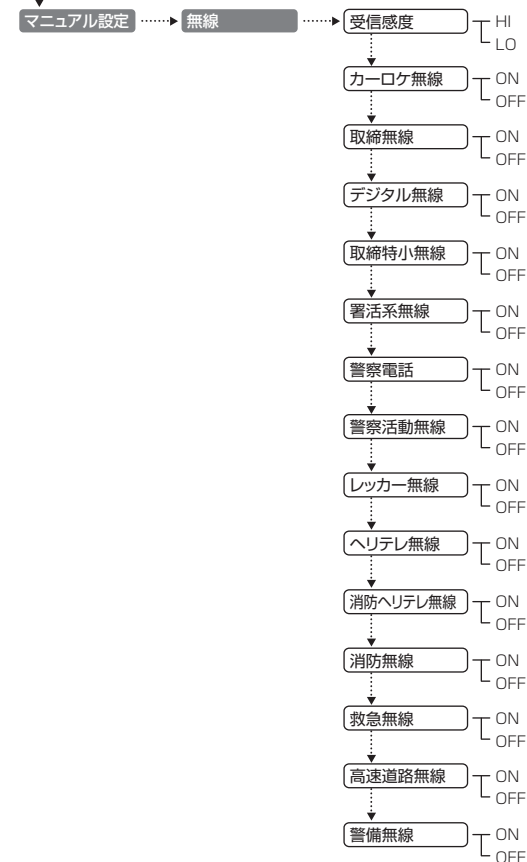 マニュアル設定 無線 受信感度 HI
LO
カーロケ無線 ON
OFF
取締無線 ON
OFF
デジタル無線 ON
OFF
取締特小無線 ON
OFF
署活系無線 ON
OFF
警察電話 ON
OFF
警察活動無線 ON
OFF
レッカー無線 ON
OFF
ヘリテレ無線 ON
OFF
消防ヘリテレ無線 ON
OFF
消防無線 ON
OFF
救急無線 ON
OFF
高速道路無線 ON
OFF
警備無線 ON
OFF